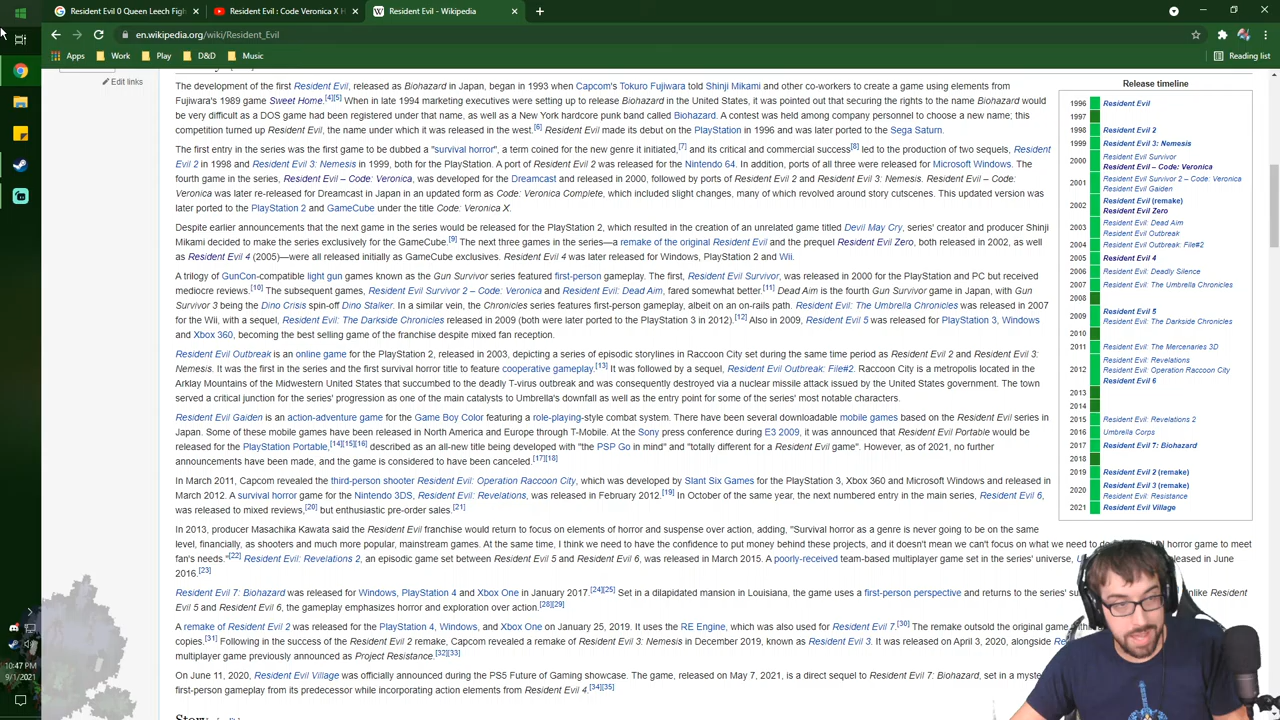 Resident Evil 0 Queen Leech Figh
Code Veronica X H
Resident Evil - Wikipedia
en.wikipedia.org/wiki/Resident_Evil
Reading list
Apps Work Play D&D Music
Edit links
The development of the first Resident Evil, released as Biohazard in Japan, began in 1993 when Capcom's Tokuro Fujiwara told Shinji Mikami and other co-workers to create a game using elements from
Fujiwara's 1989 game Sweet Home.[4][5] When in late 1994 marketing executives were setting up to release Biohazard in the United States, it was pointed out that securing the rights to the name Biohazard would
be very difficult as a DOS game had been registered under that name, as well as a New York hardcore punk band called Biohazard. A contest was held among company personnel to choose a new name; this
competition turned up Resident Evil, the name under which it was released in the west.[6] Resident Evil made its debut on the PlayStation in 1996 and was later ported to the Sega Saturn.
The first entry in the series was the first game to be dubbed a "survival horror", a term coined for the new genre it initiated,[7] and its critical and commercial success[8] led to the production of two sequels, Resident
Evil 2 in 1998 and Resident Evil 3: Nemesis in 1999, both for the PlayStation. A port of Resident Evil 2 was released for the Nintendo 64. In addition, ports of all three were released for Microsoft Windows. The
fourth game in the series, Resident Evil – Code: Veronica for the Dreamcast and released in 2000, followed by ports of Resident Evil 2 and Resident Evil 3: Nemesis. Resident Evil – Code:
Veronica was later re-released for Dreamcast in Japan in an updated form as Code: Veronica Complete, which included slight changes, many of which revolved around story cutscenes. This updated version was
later ported to the PlayStation 2 and GameCube under the title Code: Veronica X.
Despite earlier announcements that the next game in the series would be released for the PlayStation 2, which resulted in the creation of an unrelated game titled Devil May Cry, series' creator and producer Shinji
Mikami decided to make the series exclusively for the GameCube.[9] The next three games in the series—a remake of the original Resident Evil and the prequel Resident Evil Zero, both released in 2002, as well
as Resident Evil 4 (2005)—were all released initially as GameCube exclusives. Resident Evil 4 was later released for Windows, PlayStation 2 and Wii.
A trilogy of GunCon-compatible light gun games known as the Gun Survivor series featured first-person gameplay. The first, Resident Evil Survivor, was released in 2000 for the PlayStation and PC but received
mediocre reviews.[10] The subsequent games, Resident Evil Survivor 2 – Code: Veronica and Resident Evil: Dead Aim, fared somewhat better.[11] Dead Aim is the fourth Gun Survivor game in Japan, with Gun
Survivor 3 being the Dino Crisis spin-off Dino Stalker. In a similar vein, the Chronicles series features first-person gameplay, albeit on an on-rails path. Resident Evil: The Umbrella Chronicles was released in 2007
for the Wii, with a sequel, Resident Evil: The Darkside Chronicles released in 2009 (both were later ported to the PlayStation 3 in 2012).[12] Also in 2009, Resident Evil 5 was released for PlayStation 3, Windows
and Xbox 360, becoming the best selling game of the franchise despite mixed fan reception.
Resident Evil Outbreak is an online game for the PlayStation 2, released in 2003, depicting a series of episodic storylines in Raccoon City set during the same time period as Resident Evil 2 and Resident Evil 3:
Nemesis. It was the first in the series and the first survival horror title to feature cooperative gameplay.[13] It was followed by a sequel, Resident Evil Outbreak: File#2. Raccoon City is a metropolis located in the
Arklay Mountains of the Midwestern United States that succumbed to the deadly T-virus outbreak and was consequently destroyed via a nuclear missile attack issued by the United States government. The town
served a critical junction for the series' progression as one of the main catalysts to Umbrella's downfall as well as the entry point for some of the series' most notable characters.
Resident Evil Gaiden is an action-adventure game for the Game Boy Color featuring a role-playing-style combat system. There have been several downloadable mobile games based on the Resident Evil series in
Japan. Some of these mobile games have been released in North America and Europe through T-Mobile. At the Sony press conference during E3 2009, it was announced that Resident Evil Portable would be
released for the PlayStation Portable,[14][15][16] described as an all-new title being developed with "the PSP Go in mind" and "totally different for a Resident Evil game". However, as of 2021, no further
announcements have been made, and the game is considered to have been canceled.[17][18]
In March 2011, Capcom revealed the third-person shooter Resident Evil: Operation Raccoon City, which was developed by Slant Six Games for the PlayStation 3, Xbox 360 and Microsoft Windows and released in
March 2012. A survival horror game for the Nintendo 3DS, Resident Evil: Revelations, was released in February 2012.[19] In October of the same year, the next numbered entry in the main series, Resident Evil 6,
was released to mixed reviews,[20] but enthusiastic pre-order sales.[21]
In 2013, producer Masachika Kawata said the Resident Evil franchise would return to focus on elements of horror and suspense over action, adding, "Survival horror as a genre is never going to be on the same
level, financially, as shooters and much more popular, mainstream games. At the same time, I think we need to have the confidence to put money behind these projects, and it doesn't mean we can't focus on what we need to do horror game to meet
fan's needs."[22] Resident Evil: Revelations 2, an episodic game set between Resident Evil 5 and Resident Evil 6, was released in March 2015. A poorly-received team-based multiplayer game set in the series' universe, released in June
2016.[23]
Resident Evil 7: Biohazard was released for Windows, PlayStation 4 and Xbox One in January 2017.[24][25] Set in a dilapidated mansion in Louisiana, the game uses a first-person perspective and returns to the series' Resident
Evil 5 and Resident Evil 6, the gameplay emphasizes horror and exploration over action.[28][29]
A remake of Resident Evil 2 was released for the PlayStation 4, Windows, and Xbox One on January 25, 2019. It uses the RE Engine, which was also used for Resident Evil 7.[30] The remake outsold the original game
copies.[31] Following in the success of the Resident Evil 2 remake, Capcom revealed a remake of Resident Evil 3: Nemesis in December 2019, known as Resident Evil 3. It was released on April 3, 2020, alongside
multiplayer game previously announced as Project Resistance.[32][33]
On June 11, 2020, Resident Evil Village was officially announced during the PS5 Future of Gaming showcase. The game, released on May 7, 2021, is a direct sequel to Resident Evil 7: Biohazard, set in a
first-person gameplay from its predecessor while incorporating action elements from Resident Evil 4.[34][35]
Release timeline
1996 Resident Evil
1997
1998 Resident Evil 2
1999 Resident Evil 3: Nemesis
2000 Resident Evil Survivor
Resident Evil – Code: Veronica
2001 Resident Evil Survivor 2 – Code: Veronica
Resident Evil Gaiden
2002 Resident Evil (remake)
Resident Evil Zero
2003 Resident Evil: Dead Aim
Resident Evil Outbreak
2004 Resident Evil Outbreak: File#2
2005 Resident Evil 4
2006 Resident Evil: Deadly Silence
2007 Resident Evil: The Umbrella Chronicles
2008
2009 Resident Evil 5
Resident Evil: The Darkside Chronicles
2010
2011 Resident Evil: The Mercenaries 3D
2012 Resident Evil: Revelations
Resident Evil: Operation Raccoon City
Resident Evil 6
2013
2014
2015 Resident Evil: Revelations 2
2016 Umbrella Corps
2017 Resident Evil 7: Biohazard
2018
2019 Resident Evil 2 (remake)
2020 Resident Evil 3 (remake)
Resident Evil: Resistance
2021 Resident Evil Village
10:47 PM
9/1/2021